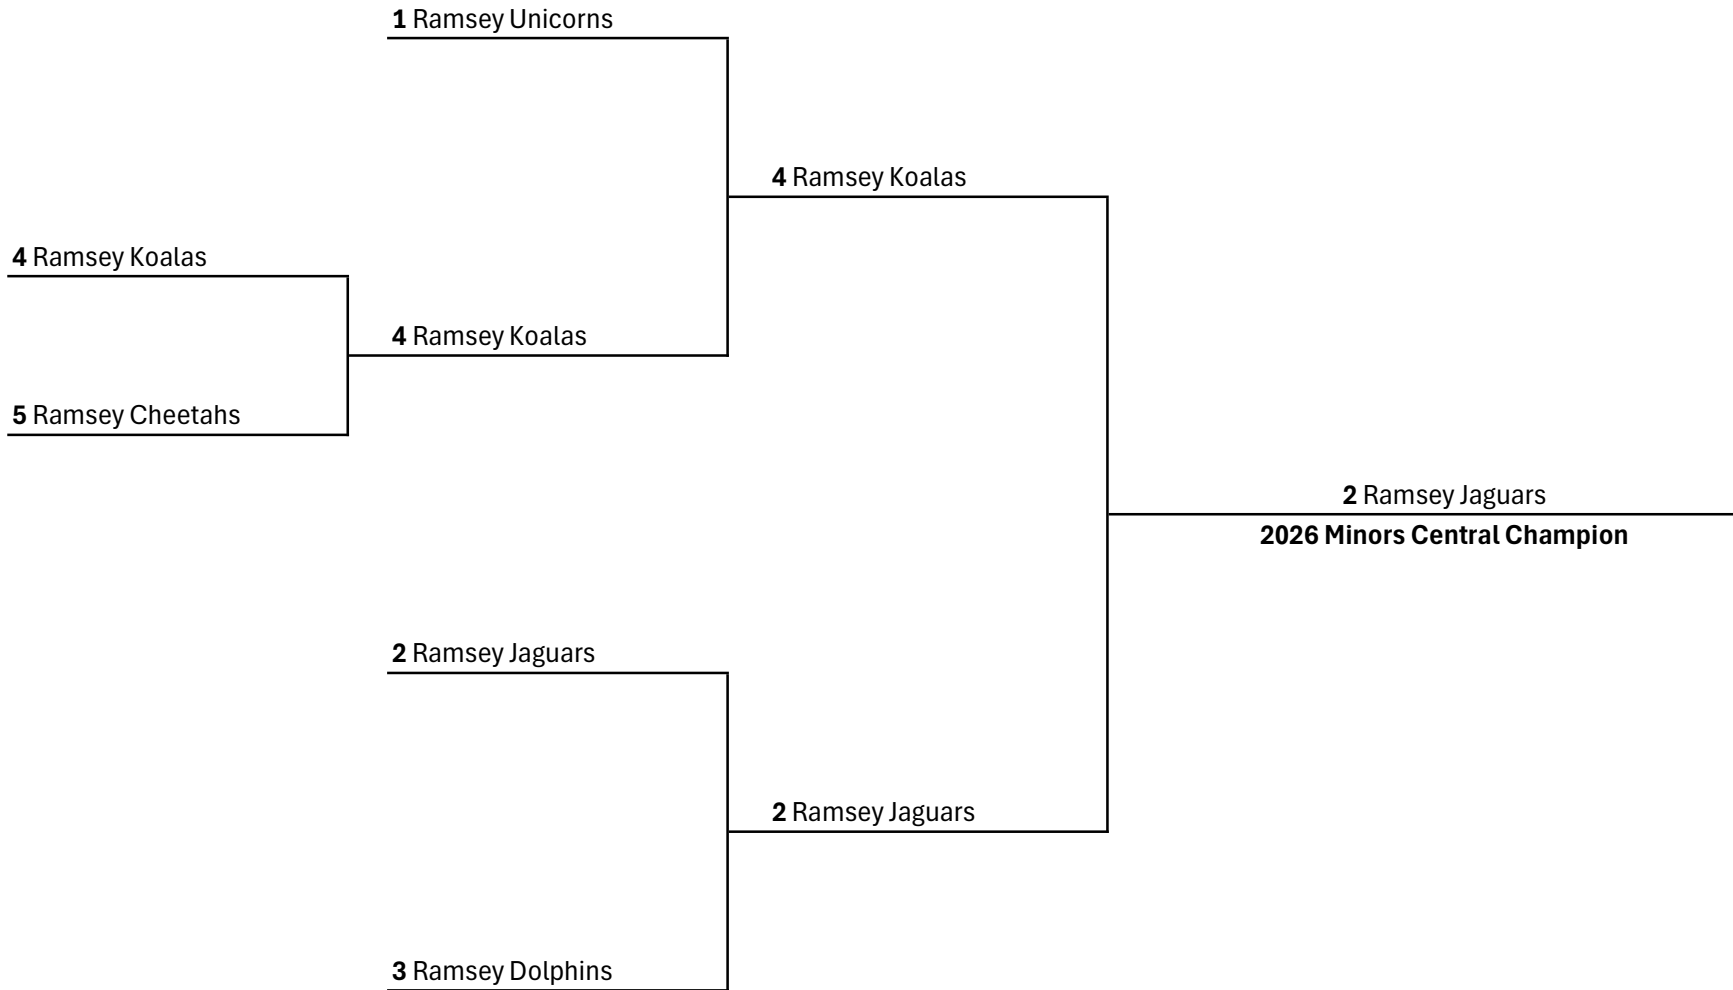 1 Ramsey Unicorns
4 Ramsey Koalas
4 Ramsey Koalas
4 Ramsey Koalas
5 Ramsey Cheetahs
2 Ramsey Jaguars
2026 Minors Central Champion
2 Ramsey Jaguars
2 Ramsey Jaguars
3 Ramsey Dolphins